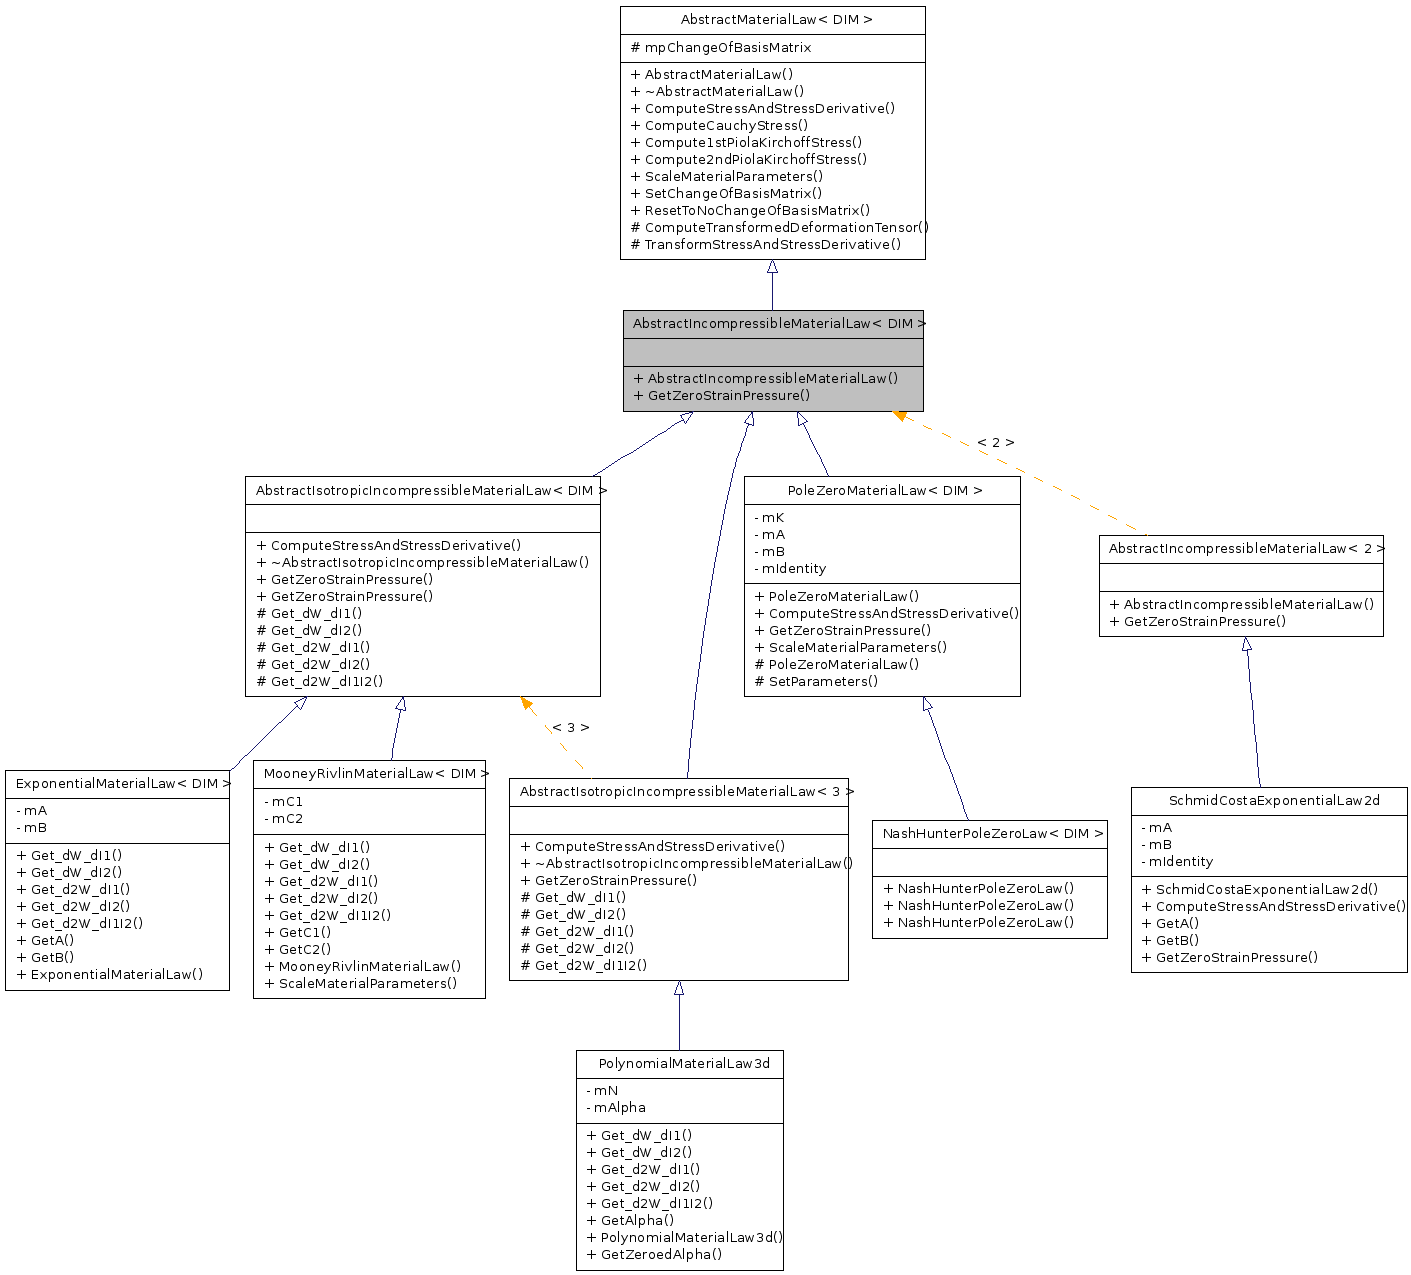 AbstractMaterialLaw< DIM >
# mpChangeOfBasisMatrix
+ AbstractMaterialLaw()
+ ~AbstractMaterialLaw()
+ ComputeStressAndStressDerivative()
+ ComputeCauchyStress()
+ Compute1stPiolaKirchoffStress()
+ Compute2ndPiolaKirchoffStress()
+ ScaleMaterialParameters()
+ SetChangeOfBasisMatrix()
+ ResetToNoChangeOfBasisMatrix()
# ComputeTransformedDeformationTensor()
# TransformStressAndStressDerivative()
AbstractIncompressibleMaterialLaw< DIM >
+ AbstractIncompressibleMaterialLaw()
+ GetZeroStrainPressure()
< 2 >
AbstractIsotropicIncompressibleMaterialLaw< DIM >
+ ComputeStressAndStressDerivative()
+ ~AbstractIsotropicIncompressibleMaterialLaw()
+ GetZeroStrainPressure()
+ GetZeroStrainPressure()
# Get_dW_dI1()
# Get_dW_dI2()
# Get_d2W_dI1()
# Get_d2W_dI2()
# Get_d2W_dI1I2()
PoleZeroMaterialLaw< DIM >
- mK
- mA
- mB
- mIdentity
+ PoleZeroMaterialLaw()
+ ComputeStressAndStressDerivative()
+ GetZeroStrainPressure()
+ ScaleMaterialParameters()
# PoleZeroMaterialLaw()
# SetParameters()
AbstractIncompressibleMaterialLaw< 2 >
+ AbstractIncompressibleMaterialLaw()
+ GetZeroStrainPressure()
< 3 >
ExponentialMaterialLaw< DIM >
- mA
- mB
+ Get_dW_dI1()
+ Get_dW_dI2()
+ Get_d2W_dI1()
+ Get_d2W_dI2()
+ Get_d2W_dI1I2()
+ GetA()
+ GetB()
+ ExponentialMaterialLaw()
MooneyRivlinMaterialLaw< DIM >
- mC1
- mC2
+ Get_dW_dI1()
+ Get_dW_dI2()
+ Get_d2W_dI1()
+ Get_d2W_dI2()
+ Get_d2W_dI1I2()
+ GetC1()
+ GetC2()
+ MooneyRivlinMaterialLaw()
+ ScaleMaterialParameters()
AbstractIsotropicIncompressibleMaterialLaw< 3 >
+ ComputeStressAndStressDerivative()
+ ~AbstractIsotropicIncompressibleMaterialLaw()
+ GetZeroStrainPressure()
# Get_dW_dI1()
# Get_dW_dI2()
# Get_d2W_dI1()
# Get_d2W_dI2()
# Get_d2W_dI1I2()
NashHunterPoleZeroLaw< DIM >
+ NashHunterPoleZeroLaw()
+ NashHunterPoleZeroLaw()
+ NashHunterPoleZeroLaw()
SchmidCostaExponentialLaw2d
- mA
- mB
- mIdentity
+ SchmidCostaExponentialLaw2d()
+ ComputeStressAndStressDerivative()
+ GetA()
+ GetB()
+ GetZeroStrainPressure()
PolynomialMaterialLaw3d
- mN
- mAlpha
+ Get_dW_dI1()
+ Get_dW_dI2()
+ Get_d2W_dI1()
+ Get_d2W_dI2()
+ Get_d2W_dI1I2()
+ GetAlpha()
+ PolynomialMaterialLaw3d()
+ GetZeroedAlpha()